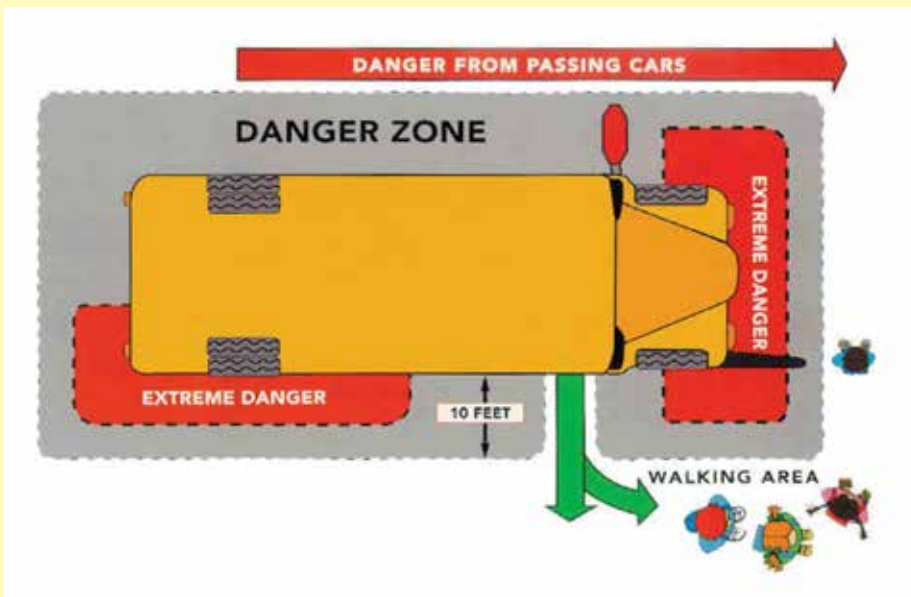 DANGER FROM PASSING CARS
DANGER ZONE
EXTREME DANGER
EXTREME DANGER
10 FEET
WALKING AREA